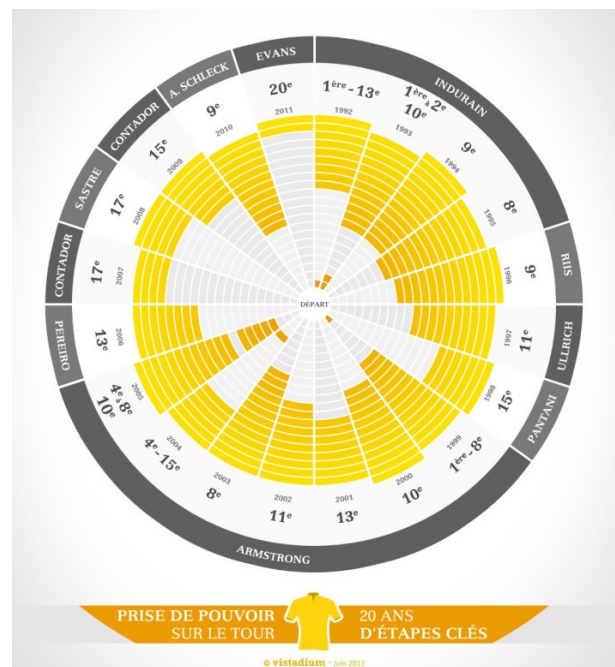 EVANS
20e
2011
INDURAIN
1ère - 13e
1992
1ère à 2e
10e
1993
9e
1994
8e
1995
RIIS
9e
1996
ULLRICH
11e
1997
PANTANI
15e
1998
ARMSTRONG
1ère - 8e
1999
10e
2000
13e
2001
11e
2002
8e
2003
4e - 15e
2004
4e à 8e
10e
2005
PEREIRO
13e
2006
CONTADOR
17e
2007
SASTRE
17e
2008
CONTADOR
15e
2009
A. SCHLECK
9e
2010
DÉPART
PRISE DE POUVOIR
SUR LE TOUR
20 ANS
D'ÉTAPES CLÉS
© vistadium - juin 2012